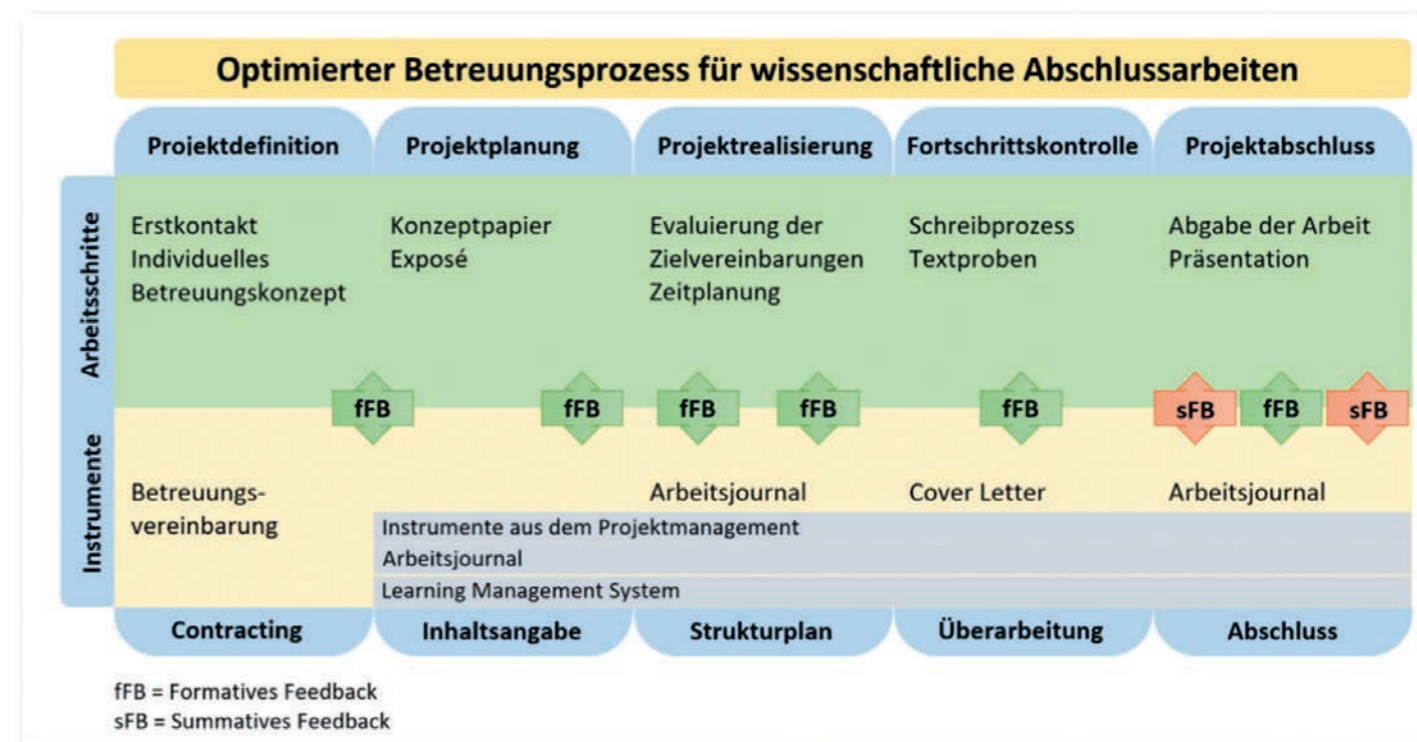 Optimierter Betreuungsprozess für wissenschaftliche Abschlussarbeiten
Projektdefinition
Projektplanung
Projektrealisierung
Fortschrittskontrolle
Projektabschluss
Arbeitsschritte
Erstkontakt
Individuelles
Betreuungskonzept
Konzeptpapier
Exposé
Evaluierung der
Zielvereinbarungen
Zeitplanung
Schreibprozess
Textproben
Abgabe der Arbeit
Präsentation
fFB
fFB
fFB
fFB
fFB
sFB
fFB
sFB
Instrumente
Betreuungs-
vereinbarung
Arbeitsjournal
Cover Letter
Arbeitsjournal
Instrumente aus dem Projektmanagement
Arbeitsjournal
Learning Management System
Contracting
Inhaltsangabe
Strukturplan
Überarbeitung
Abschluss
fFB = Formatives Feedback
sFB = Summatives Feedback